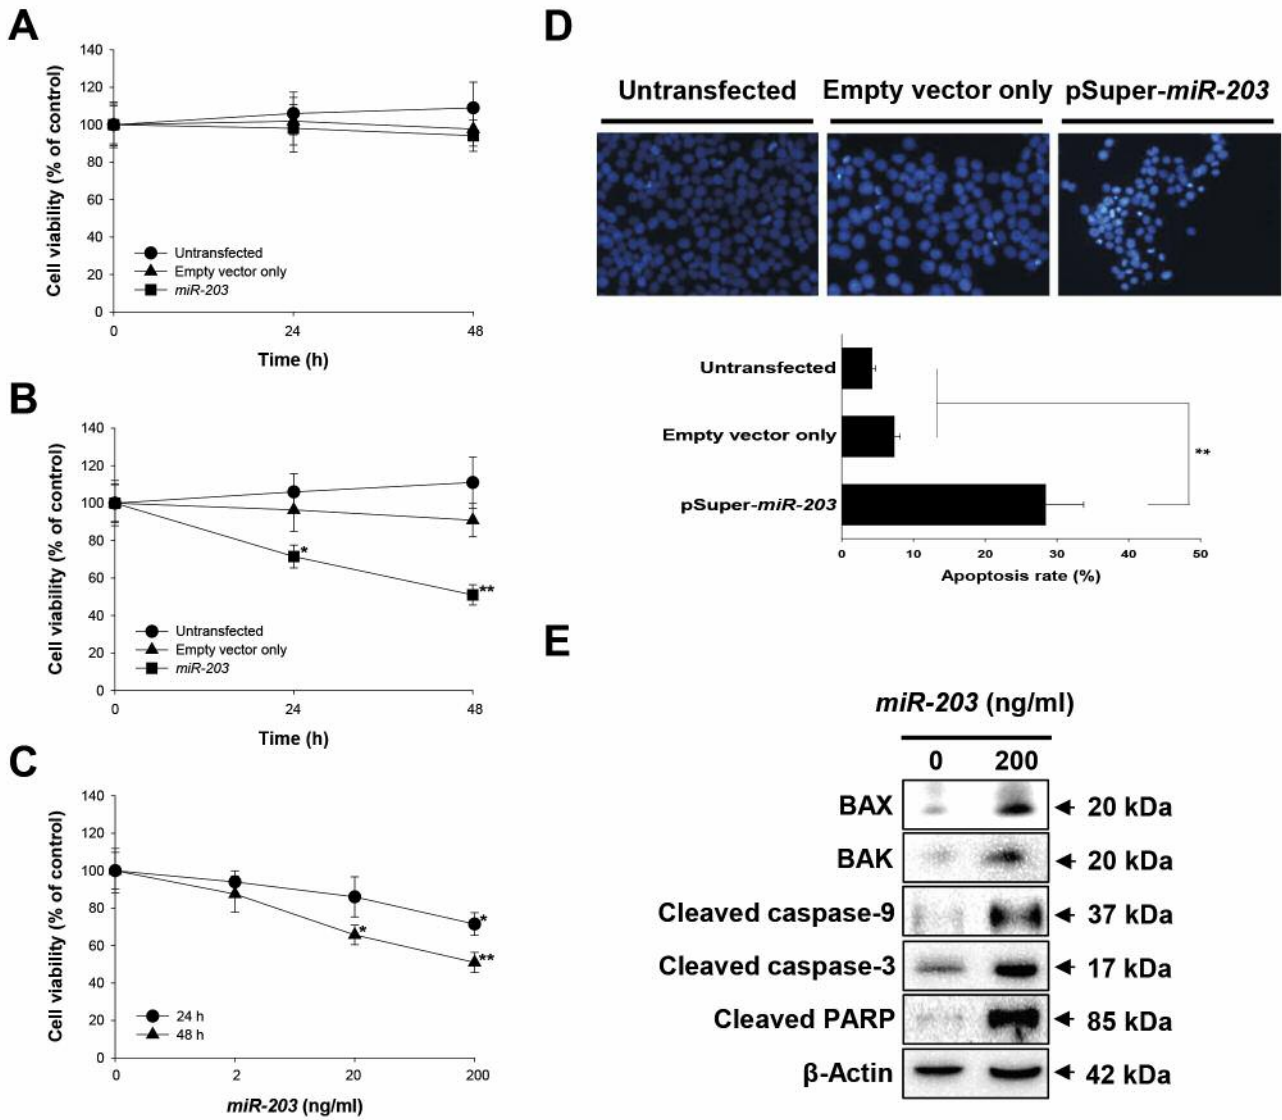 A
140
120
100
80
60
40
20
0
Cell viability (% of control)
Untransfected
Empty vector only
miR-203
0 24 48
Time (h)
B
140
120
100
80
60
40
20
0
Cell viability (% of control)
* **
Untransfected
Empty vector only
miR-203
0 24 48
Time (h)
C
140
120
100
80
60
40
20
0
Cell viability (% of control)
* * **
24 h
48 h
0 2 20 200
miR-203 (ng/ml)
D
Untransfected Empty vector only pSuper-miR-203
Untransfected
Empty vector only
pSuper-miR-203
**
0 10 20 30 40 50
Apoptosis rate (%)
E
miR-203 (ng/ml)
0 200
BAX 20 kDa
BAK 20 kDa
Cleaved caspase-9 37 kDa
Cleaved caspase-3 17 kDa
Cleaved PARP 85 kDa
β-Actin 42 kDa